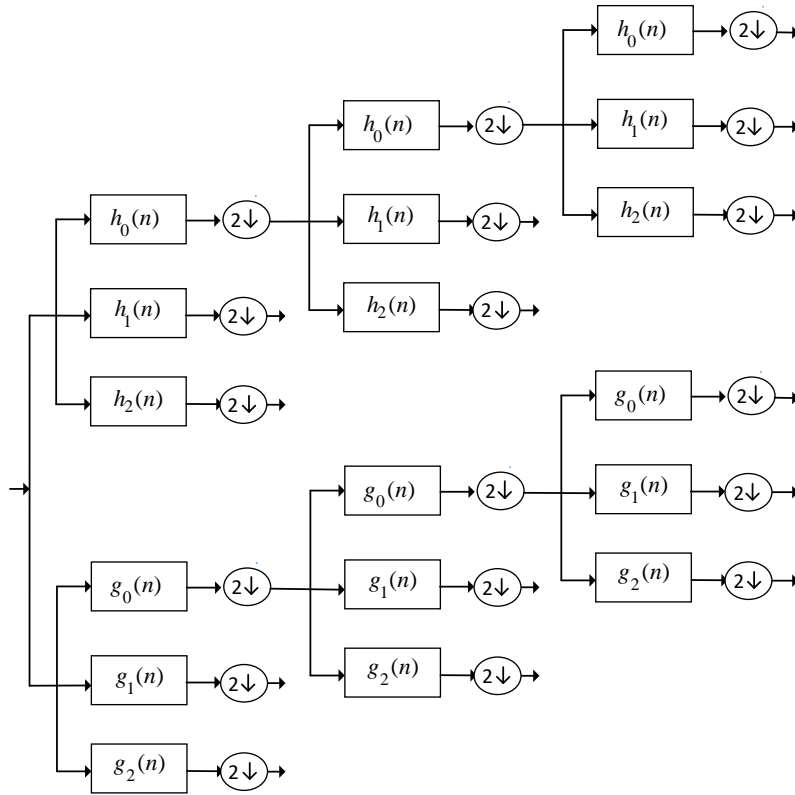 h₀(n) 2↓
h₀(n) 2↓
h₁(n) 2↓
h₀(n) 2↓
h₁(n) 2↓
h₂(n) 2↓
h₁(n) 2↓
h₂(n) 2↓
h₂(n) 2↓
g₀(n) 2↓
g₀(n) 2↓
g₁(n) 2↓
g₀(n) 2↓
g₁(n) 2↓
g₂(n) 2↓
g₁(n) 2↓
g₂(n) 2↓
g₂(n) 2↓